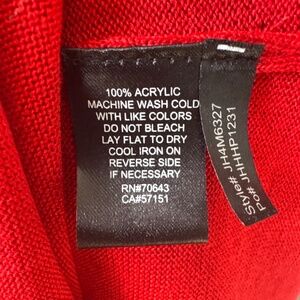 100% ACRYLIC
MACHINE WASH COLD
WITH LIKE COLORS
DO NOT BLEACH
LAY FLAT TO DRY
COOL IRON ON
REVERSE SIDE
IF NECESSARY
RN#70643
CA#57151
Style# JH4M6327
Po# JHHHP1231